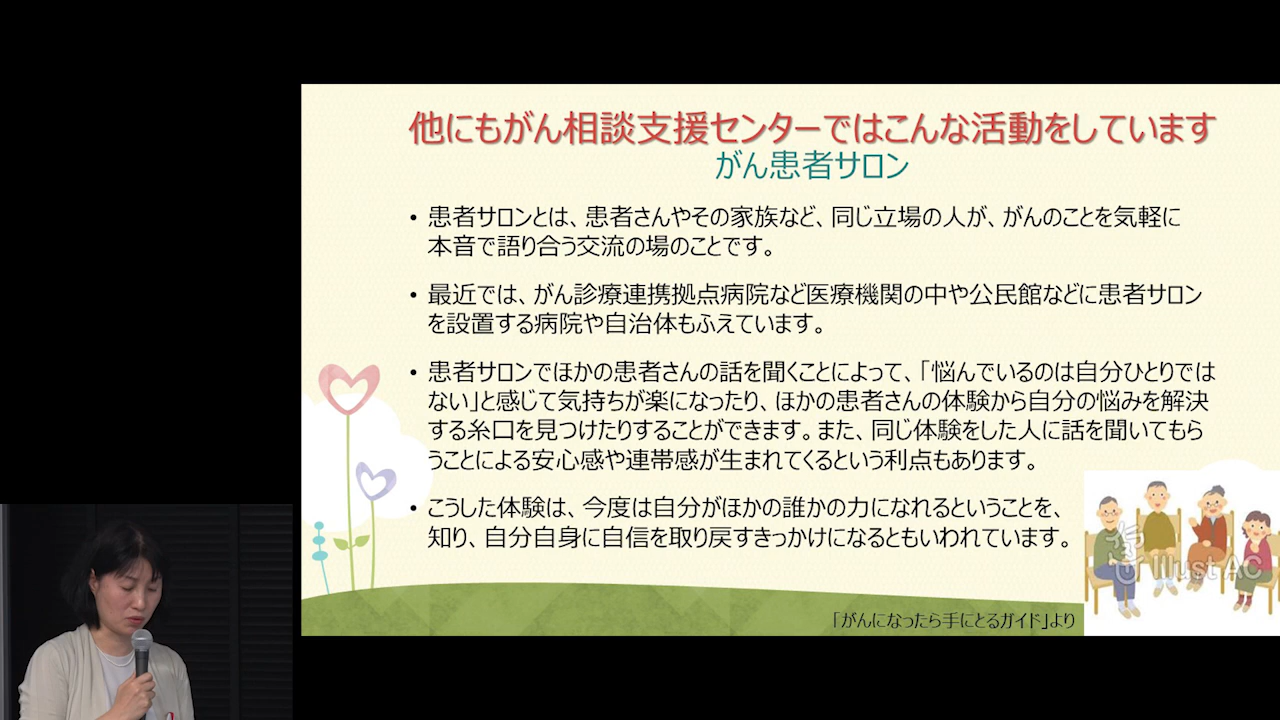 他にもがん相談支援センターではこんな活動をしています
がん患者サロン
• 患者サロンとは、患者さんやその家族など、同じ立場の人が、がんのことを気軽に
本音で語り合う交流の場のことです。
• 最近では、がん診療連携拠点病院など医療機関の中や公民館などに患者サロン
を設置する病院や自治体もふえています。
• 患者サロンでほかの患者さんの話を聞くことによって、「悩んでいるのは自分ひとりでは
ない」と感じて気持ちが楽になったり、ほかの患者さんの体験から自分の悩みを解決
する糸口を見つけたりすることができます。また、同じ体験をした人に話を聞いてもら
うことによる安心感や連帯感が生まれてくるという利点もあります。
• こうした体験は、今度は自分がほかの誰かの力になれるということを、
知り、自分自身に自信を取り戻すきっかけになるともいわれています。
illust AC
「がんになったら手にとるガイド」より